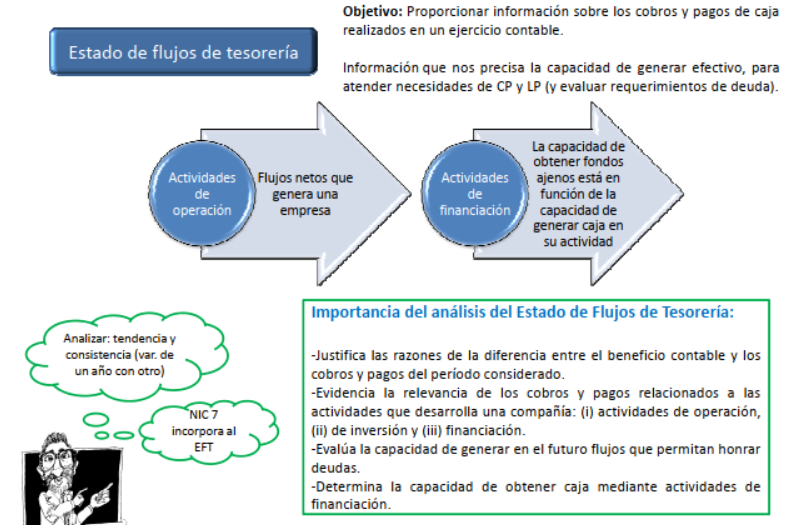 Objetivo: Proporcionar información sobre los cobros y pagos de caja
realizados en un ejercicio contable.
Estado de flujos de tesorería
Información que nos precisa la capacidad de generar efectivo, para
atender necesidades de CP y LP (y evaluar requerimientos de deuda).
Actividades
de
operación
Flujos netos que
genera una
empresa
Actividades
de
financiación
La capacidad de
obtener fondos
ajenos está en
función de la
capacidad de
generar caja en
su actividad
Analizar: tendencia y
consistencia (var. de
un año con otro)
NIC 7
incorpora al
EFT
Importancia del análisis del Estado de Flujos de Tesorería:
-Justifica las razones de la diferencia entre el beneficio contable y los
cobros y pagos del período considerado.
-Evidencia la relevancia de los cobros y pagos relacionados a las
actividades que desarrolla una compañía: (i) actividades de operación,
(ii) de inversión y (iii) financiación.
-Evalúa la capacidad de generar en el futuro flujos que permitan honrar
deudas.
-Determina la capacidad de obtener caja mediante actividades de
financiación.